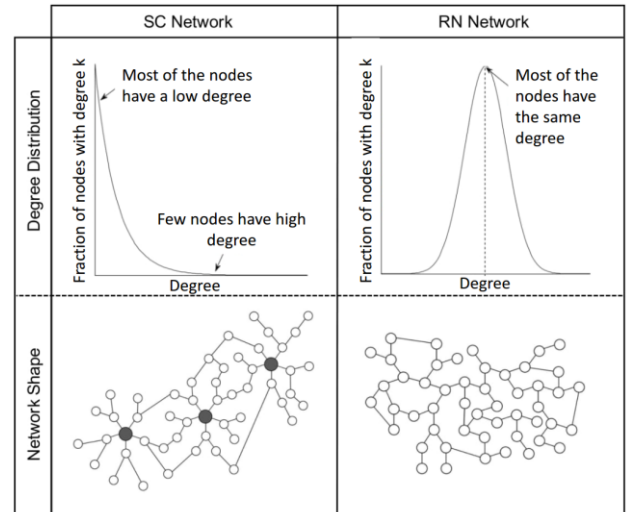 SC Network
RN Network
Degree Distribution
Fraction of nodes with degree k
Most of the nodes
have a low degree
Few nodes have high
degree
Degree
Fraction of nodes with degree k
Most of the
nodes have
the same
degree
Degree
Network Shape